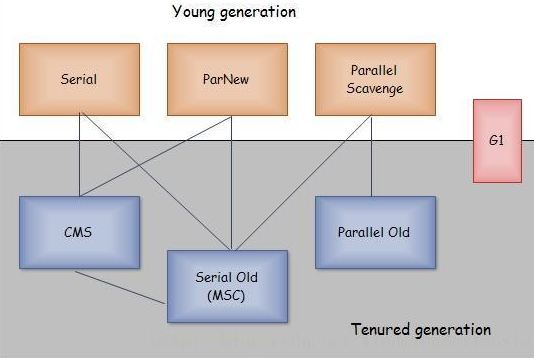 Young generation
Serial
ParNew
Parallel
Scavenge
G1
CMS
Serial Old
(MSC)
Parallel Old
Tenured generation